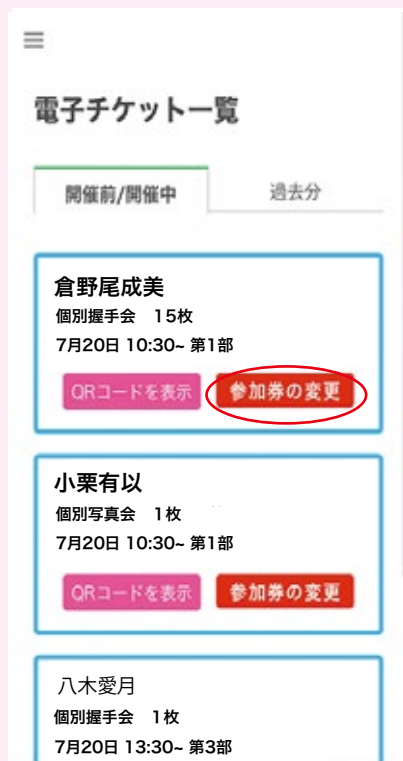 電子チケット一覧
開催前/開催中 過去分
倉野尾成美
個別握手会 15枚
7月20日 10:30~ 第1部
QRコードを表示 参加券の変更
小栗有以
個別写真会 1枚
7月20日 10:30~ 第1部
QRコードを表示 参加券の変更
八木愛月
個別握手会 1枚
7月20日 13:30~ 第3部